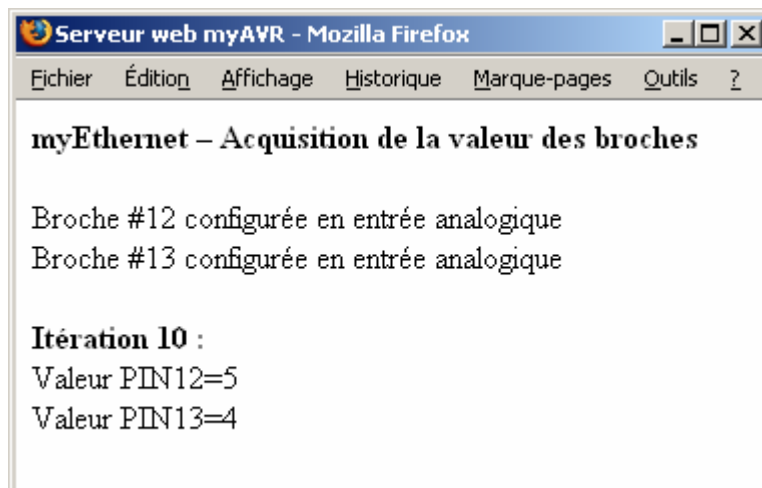 Serveur web myAVR - Mozilla Firefox
Fichier Édition Affichage Historique Marque-pages Outils ?
myEthernet – Acquisition de la valeur des broches
Broche #12 configurée en entrée analogique
Broche #13 configurée en entrée analogique
Itération 10 :
Valeur PIN12=5
Valeur PIN13=4